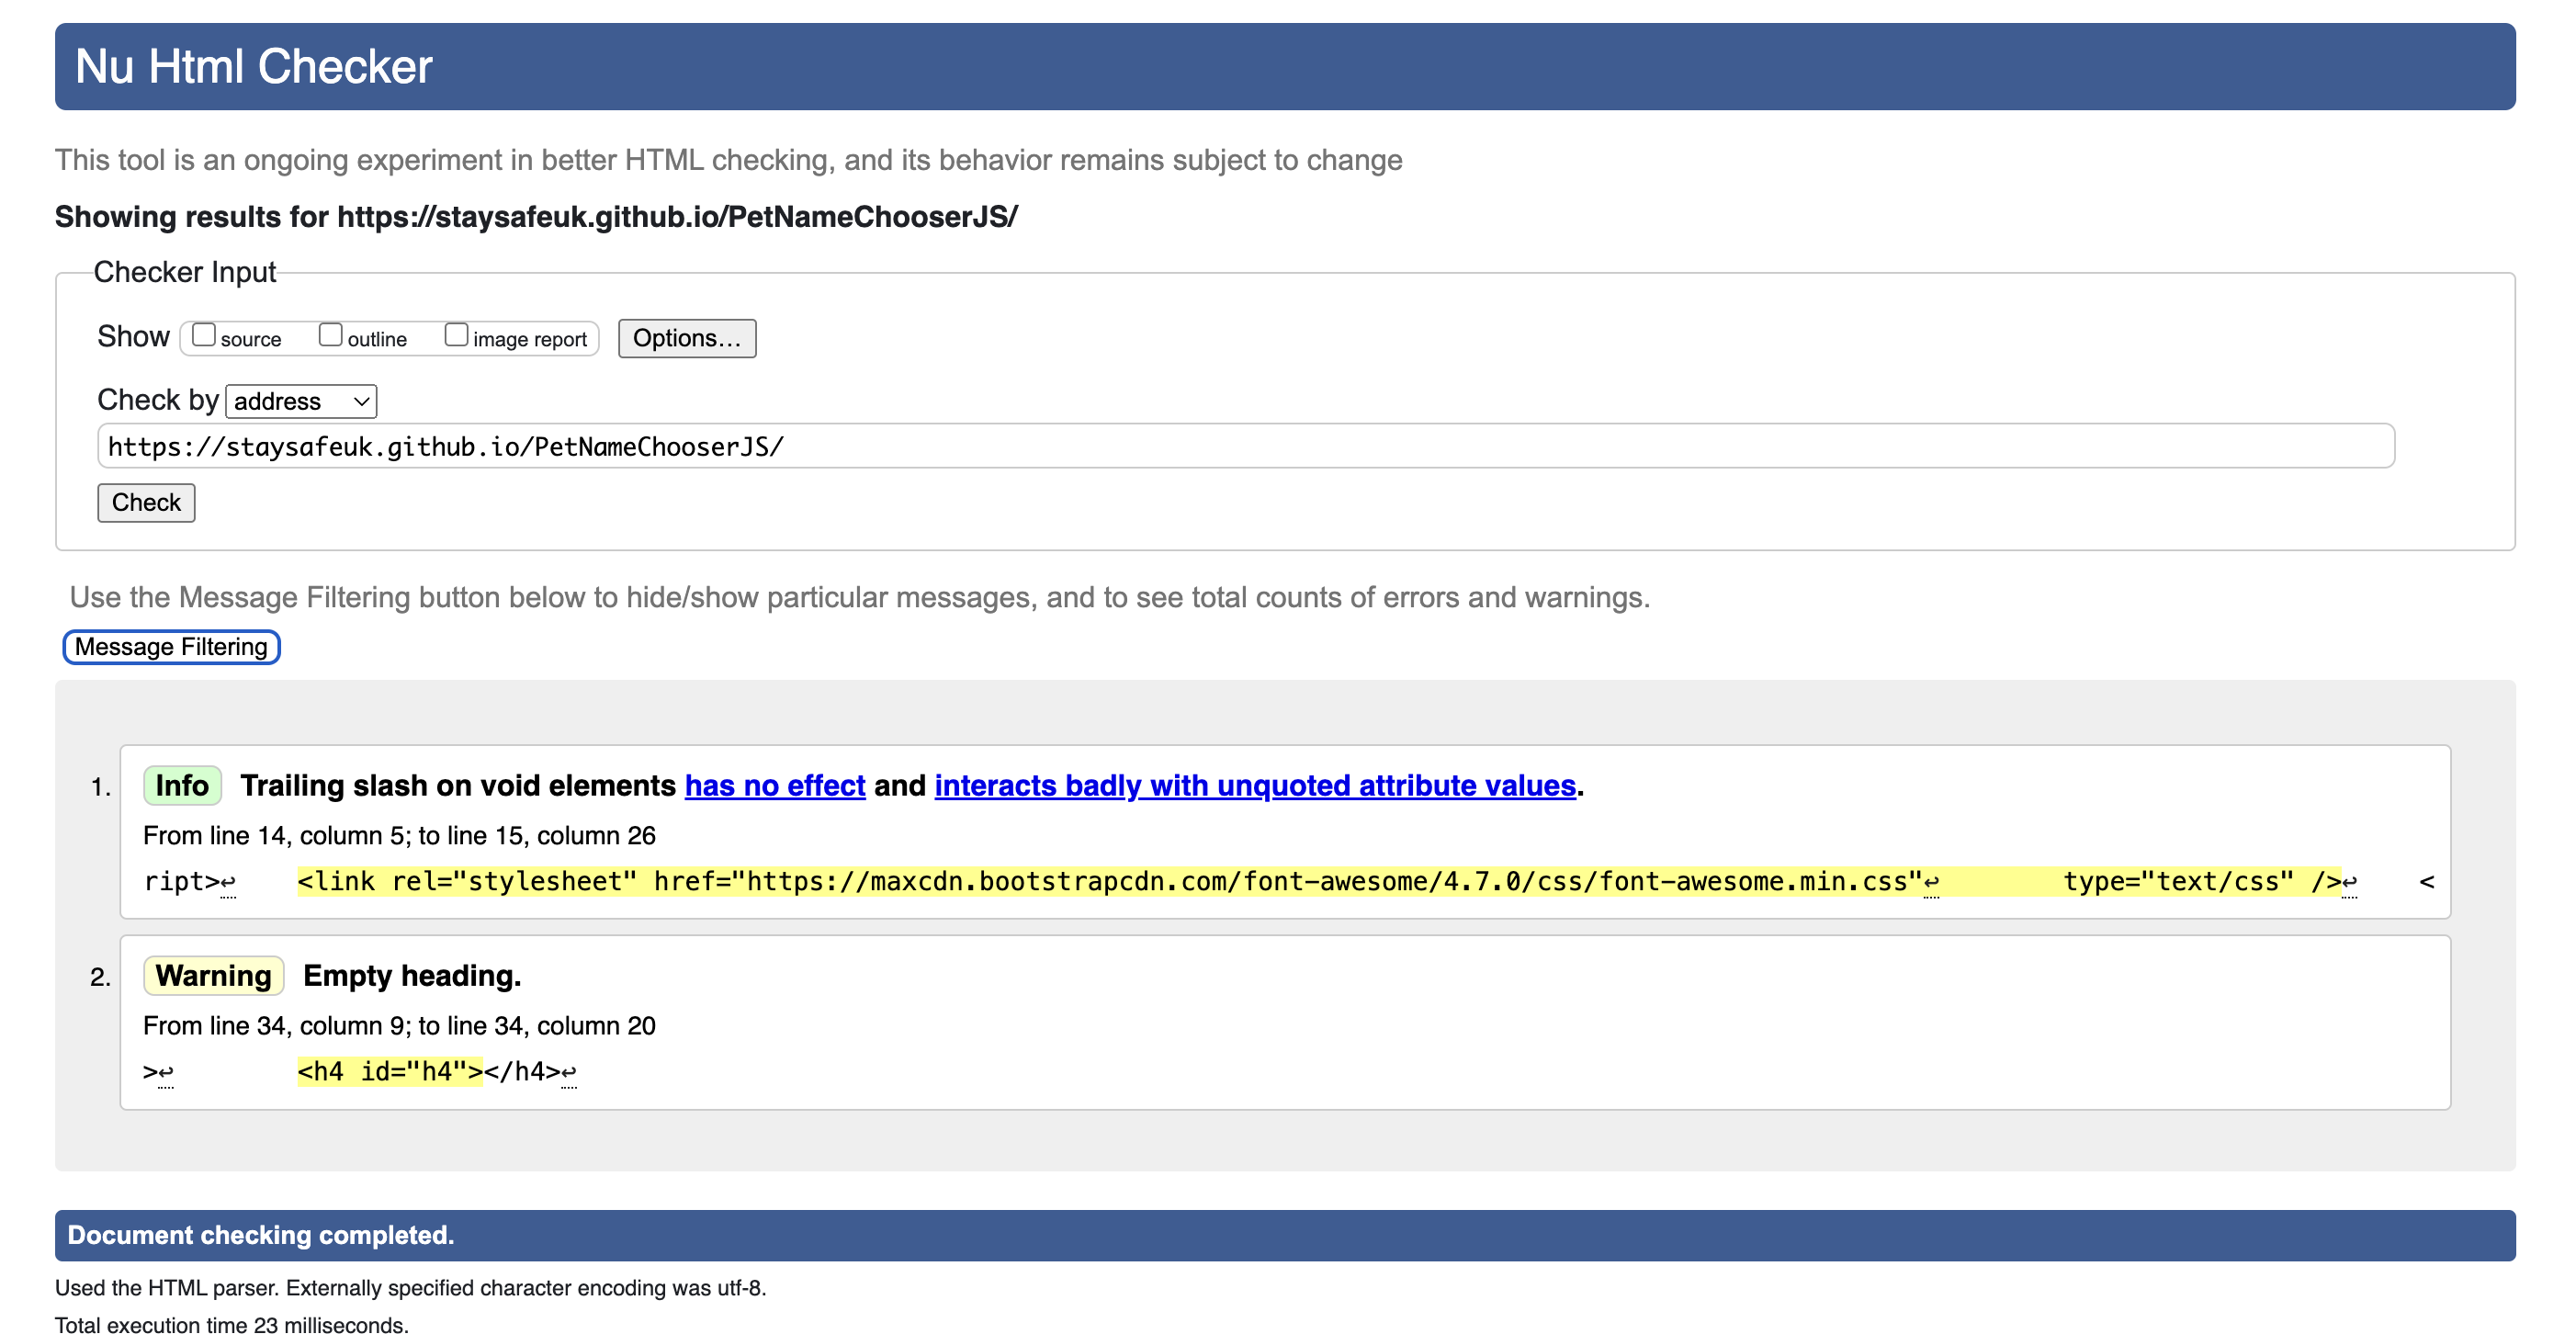 Nu Html Checker
This tool is an ongoing experiment in better HTML checking, and its behavior remains subject to change
Showing results for https://staysafeuk.github.io/PetNameChooserJS/
Checker Input
Show source outline image report Options...
Check by address
https://staysafeuk.github.io/PetNameChooserJS/
Check
Use the Message Filtering button below to hide/show particular messages, and to see total counts of errors and warnings.
Message Filtering
1. Info Trailing slash on void elements has no effect and interacts badly with unquoted attribute values.
From line 14, column 5; to line 15, column 26
ript>↩ <link rel="stylesheet" href="https://maxcdn.bootstrapcdn.com/font-awesome/4.7.0/css/font-awesome.min.css"↩ type="text/css" />↩ <
2. Warning Empty heading.
From line 34, column 9; to line 34, column 20
>↩ <h4 id="h4"></h4>↩
Document checking completed.
Used the HTML parser. Externally specified character encoding was utf-8.
Total execution time 23 milliseconds.